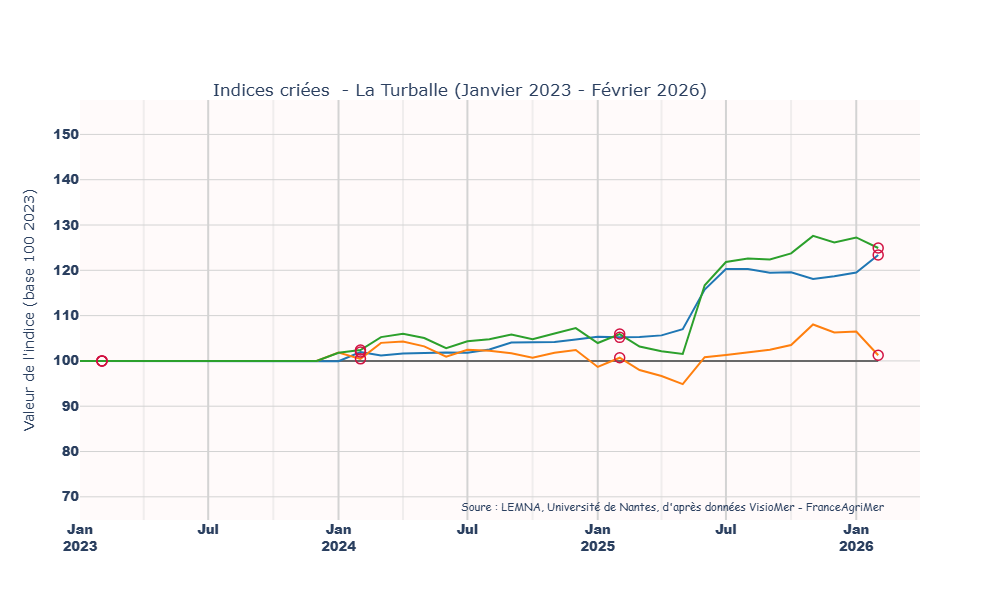 Indices criées  - La Turballe (Janvier 2023 - Février 2026)
Valeur de l'indice (base 100 2023)
150
140
130
120
110
100
90
80
70
Soure : LEMNA, Université de Nantes, d'après données VisioMer - FranceAgriMer
Jan Jul Jan Jul Jan Jul Jan
2023 2024 2025 2026